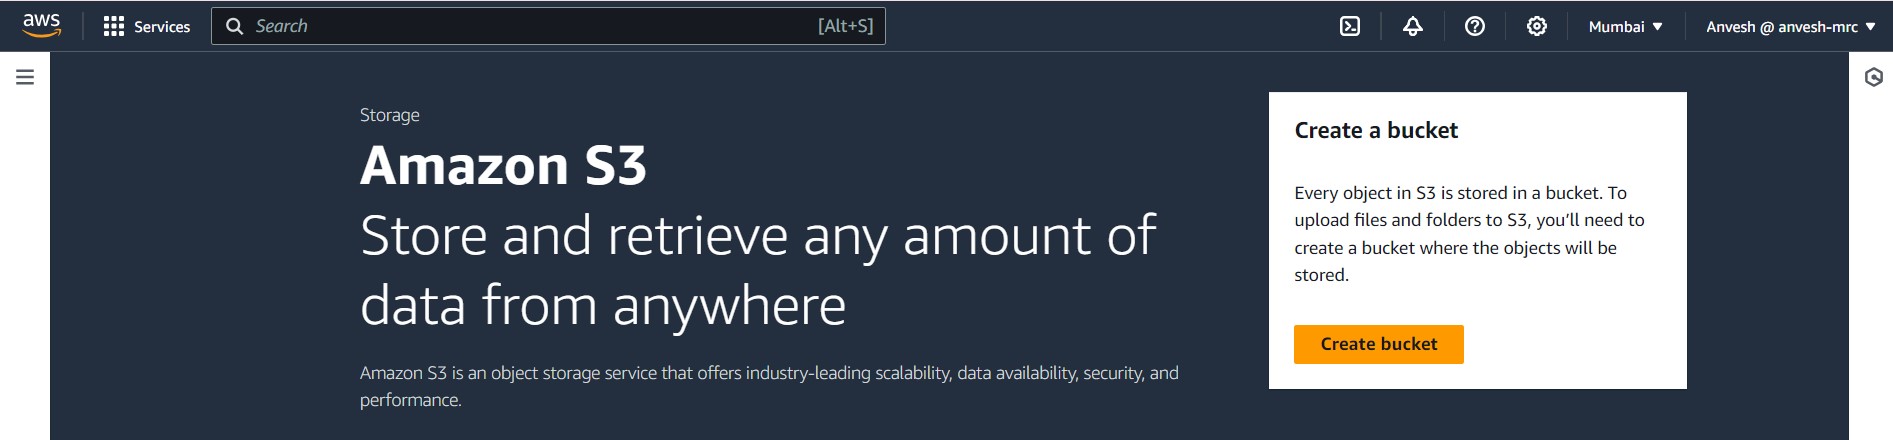 aws
Services
Search
[Alt+S]
Mumbai
Anvesh @ anvesh-mrc
Storage
Amazon S3
Store and retrieve any amount of
data from anywhere
Amazon S3 is an object storage service that offers industry-leading scalability, data availability, security, and
performance.
Create a bucket
Every object in S3 is stored in a bucket. To
upload files and folders to S3, you’ll need to
create a bucket where the objects will be
stored.
Create bucket